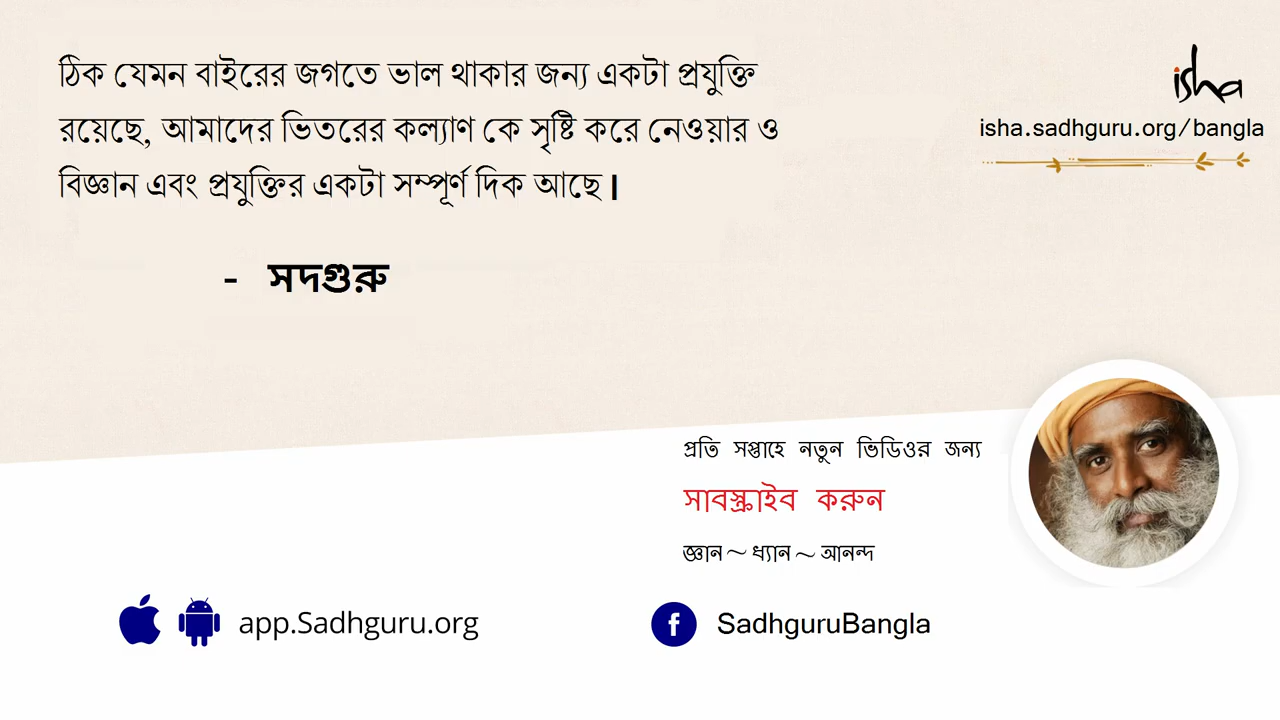 ঠিক যেমন বাইরের জগতে ভাল থাকার জন্য একটা প্রযুক্তি
রয়েছে, আমাদের ভিতরের কল্যাণ কে সৃষ্টি করে নেওয়ার ও
বিজ্ঞান এবং প্রযুক্তির একটা সম্পূর্ণ দিক আছে।
- সদগুরু
isha
isha.sadhguru.org/bangla
প্রতি সপ্তাহে নতুন ভিডিওর জন্য
সাবস্ক্রাইব করুন
জ্ঞান ~ ধ্যান ~ আনন্দ
app.Sadhguru.org
f SadhguruBangla